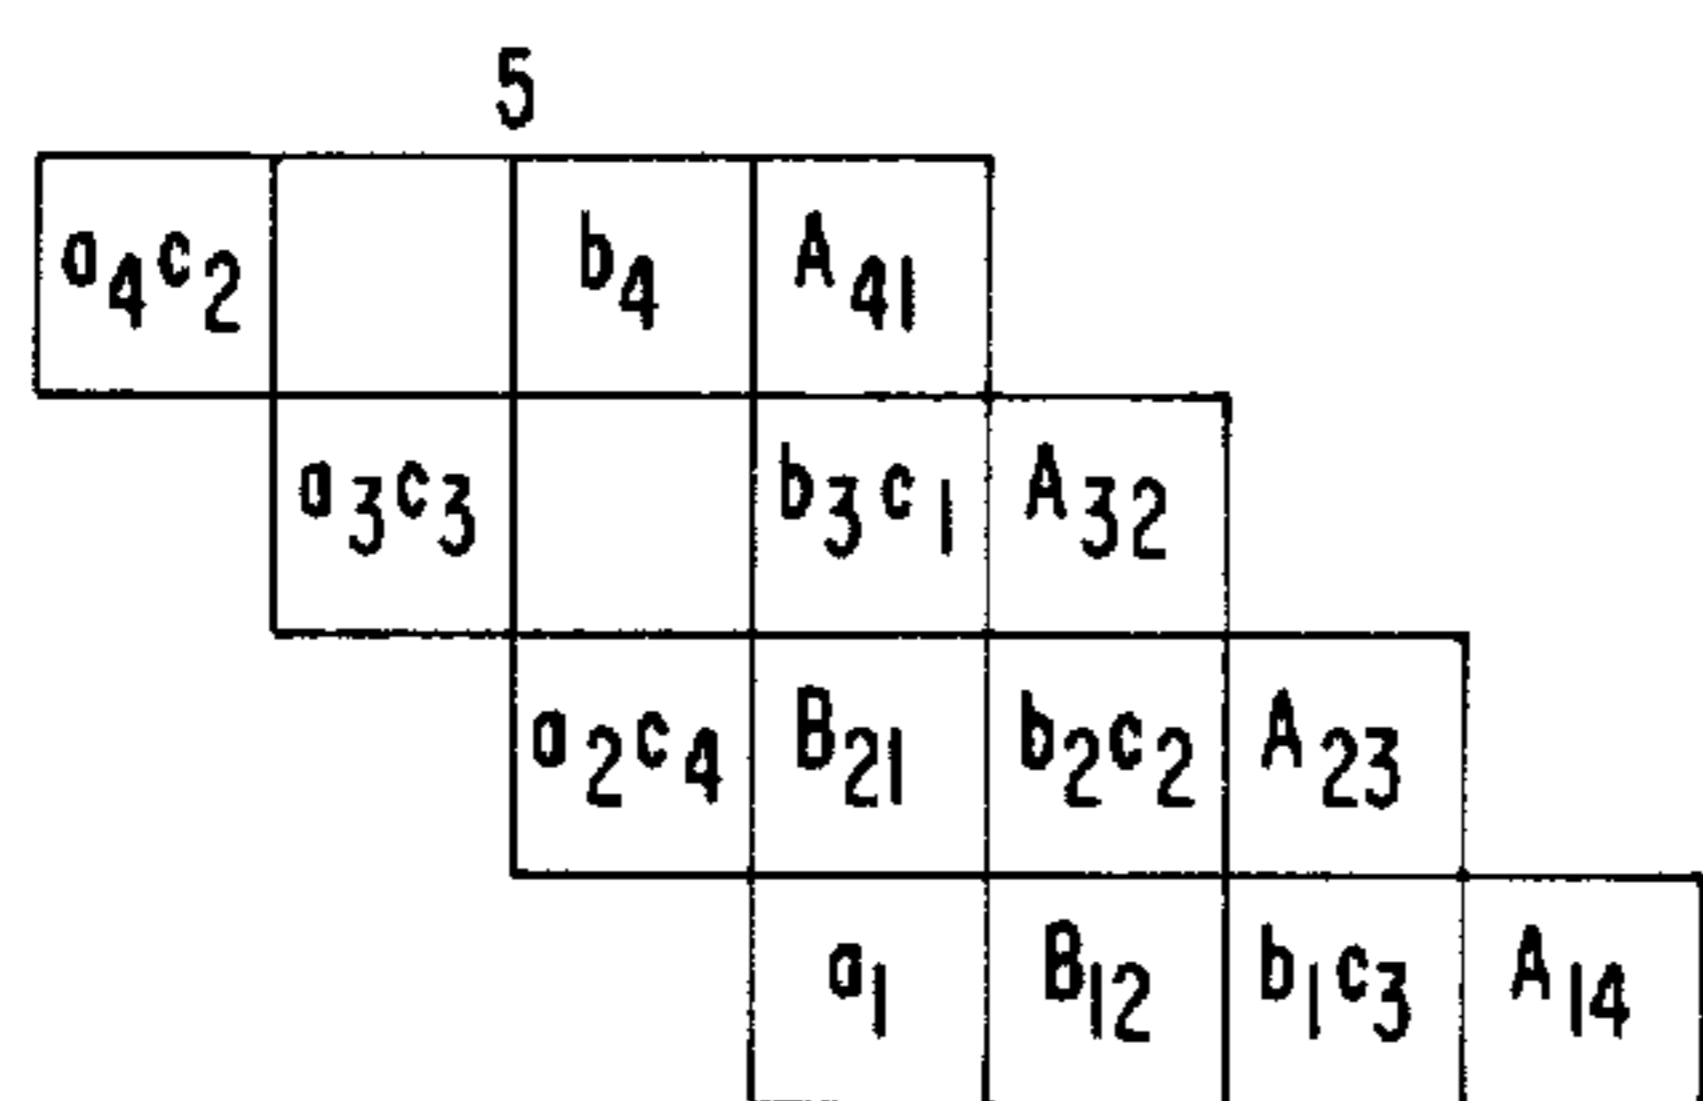 5
a₄c₂ b₄ A₄₁
a₃c₃ b₃c₁ A₃₂
a₂c₄ B₂₁ b₂c₂ A₂₃
a₁ B₁₂ b₁c₃ A₁₄